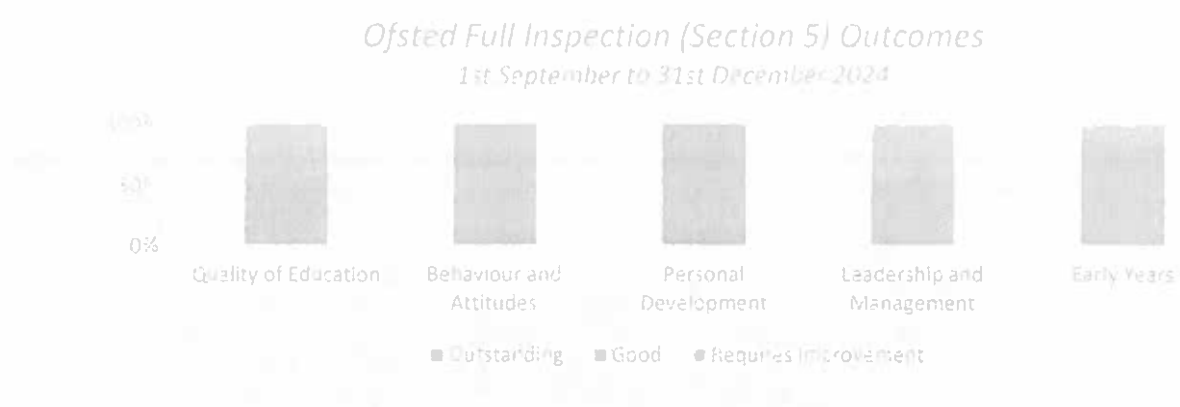 Ofsted Full Inspection (Section 5) Outcomes
1st September to 31st December 2024
100%
50%
0%
Quality of Education
Behaviour and
Attitudes
Personal
Development
Leadership and
Management
Early Years
Outstanding
Good
Requires Improvement